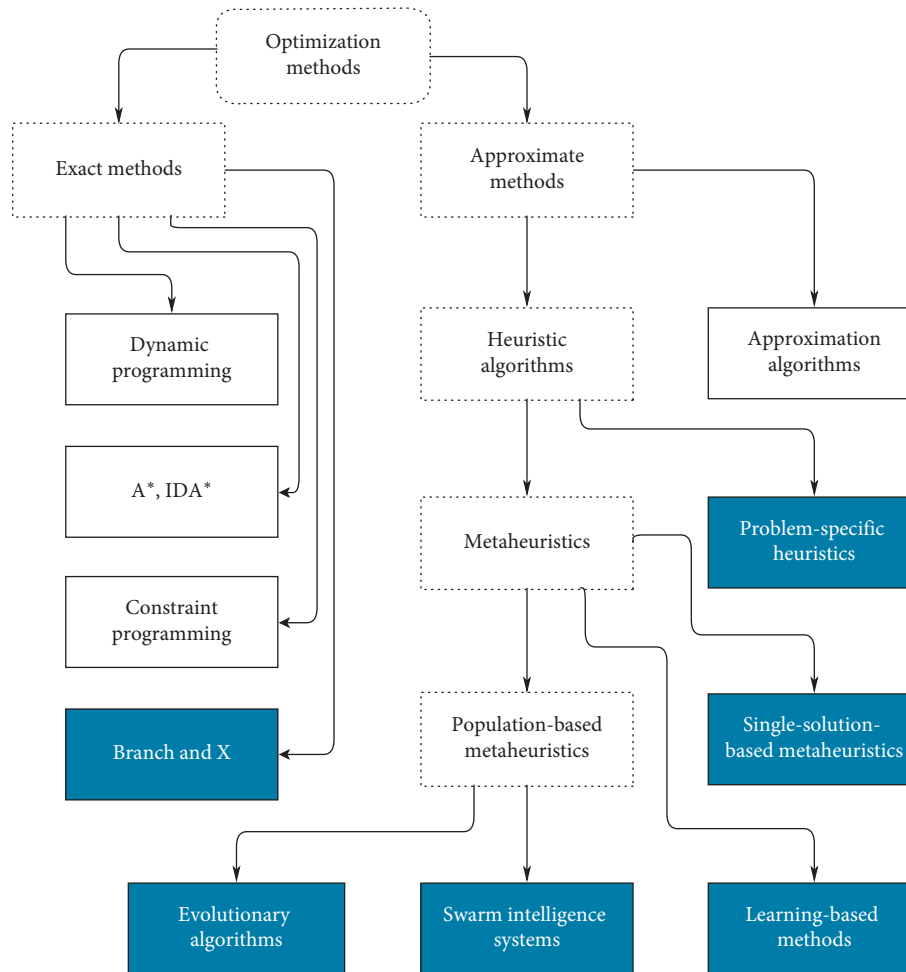 Optimization
methods
Exact methods
Approximate
methods
Dynamic
programming
Heuristic
algorithms
Approximation
algorithms
A*, IDA*
Metaheuristics
Problem-specific
heuristics
Constraint
programming
Branch and X
Population-based
metaheuristics
Single-solution-
based metaheuristics
Evolutionary
algorithms
Swarm intelligence
systems
Learning-based
methods